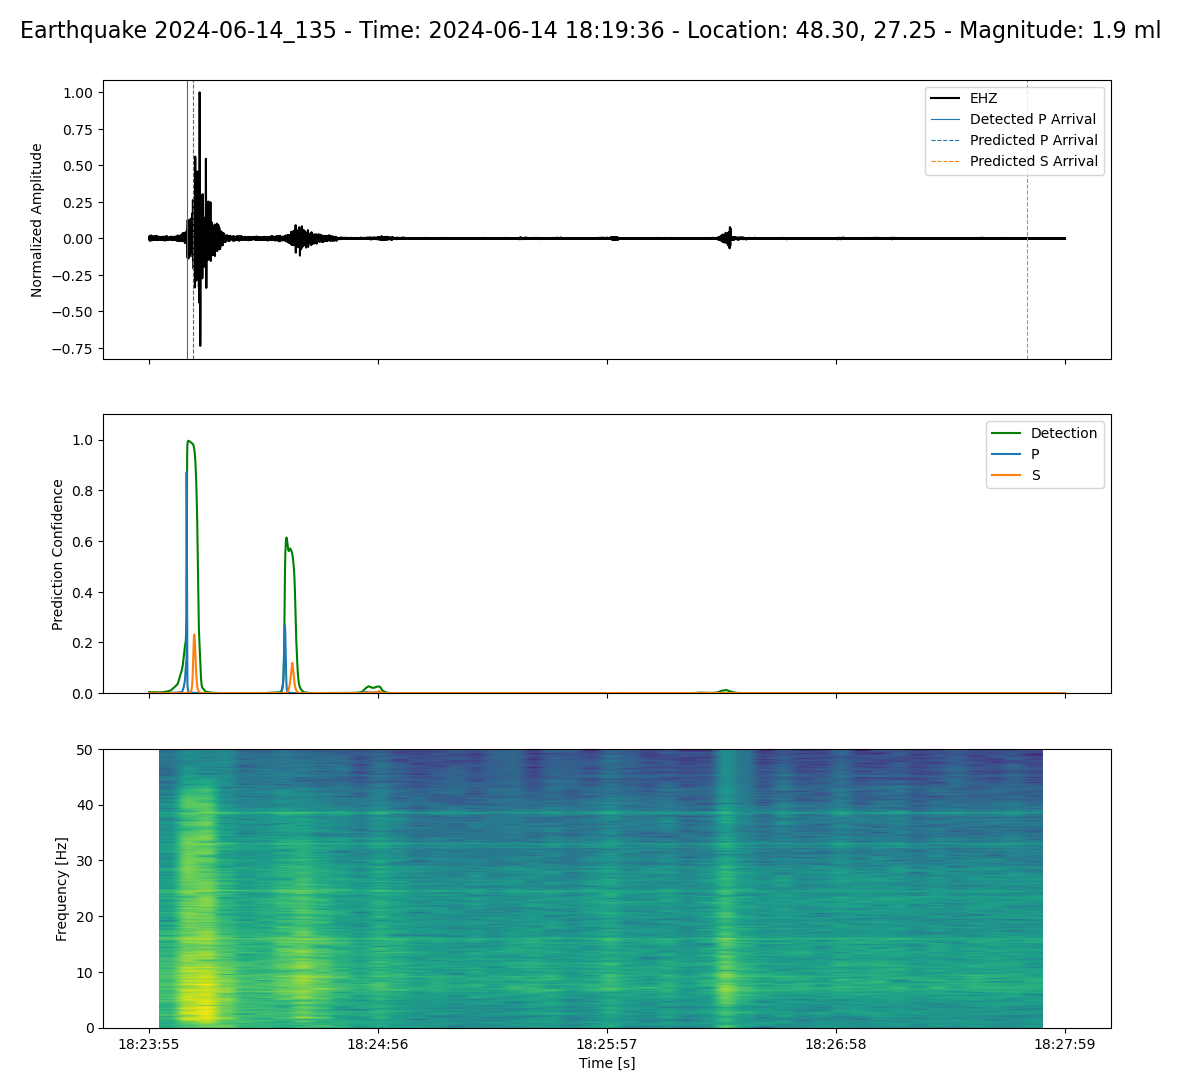 Earthquake 2024-06-14_135 - Time: 2024-06-14 18:19:36 - Location: 48.30, 27.25 - Magnitude: 1.9 ml
Normalized Amplitude
1.00
0.75
0.50
0.25
0.00
−0.25
−0.50
−0.75
EHZ
Detected P Arrival
Predicted P Arrival
Predicted S Arrival
Prediction Confidence
1.0
0.8
0.6
0.4
0.2
0.0
Detection
P
S
Frequency [Hz]
50
40
30
20
10
0
18:23:55
18:24:56
18:25:57
18:26:58
18:27:59
Time [s]